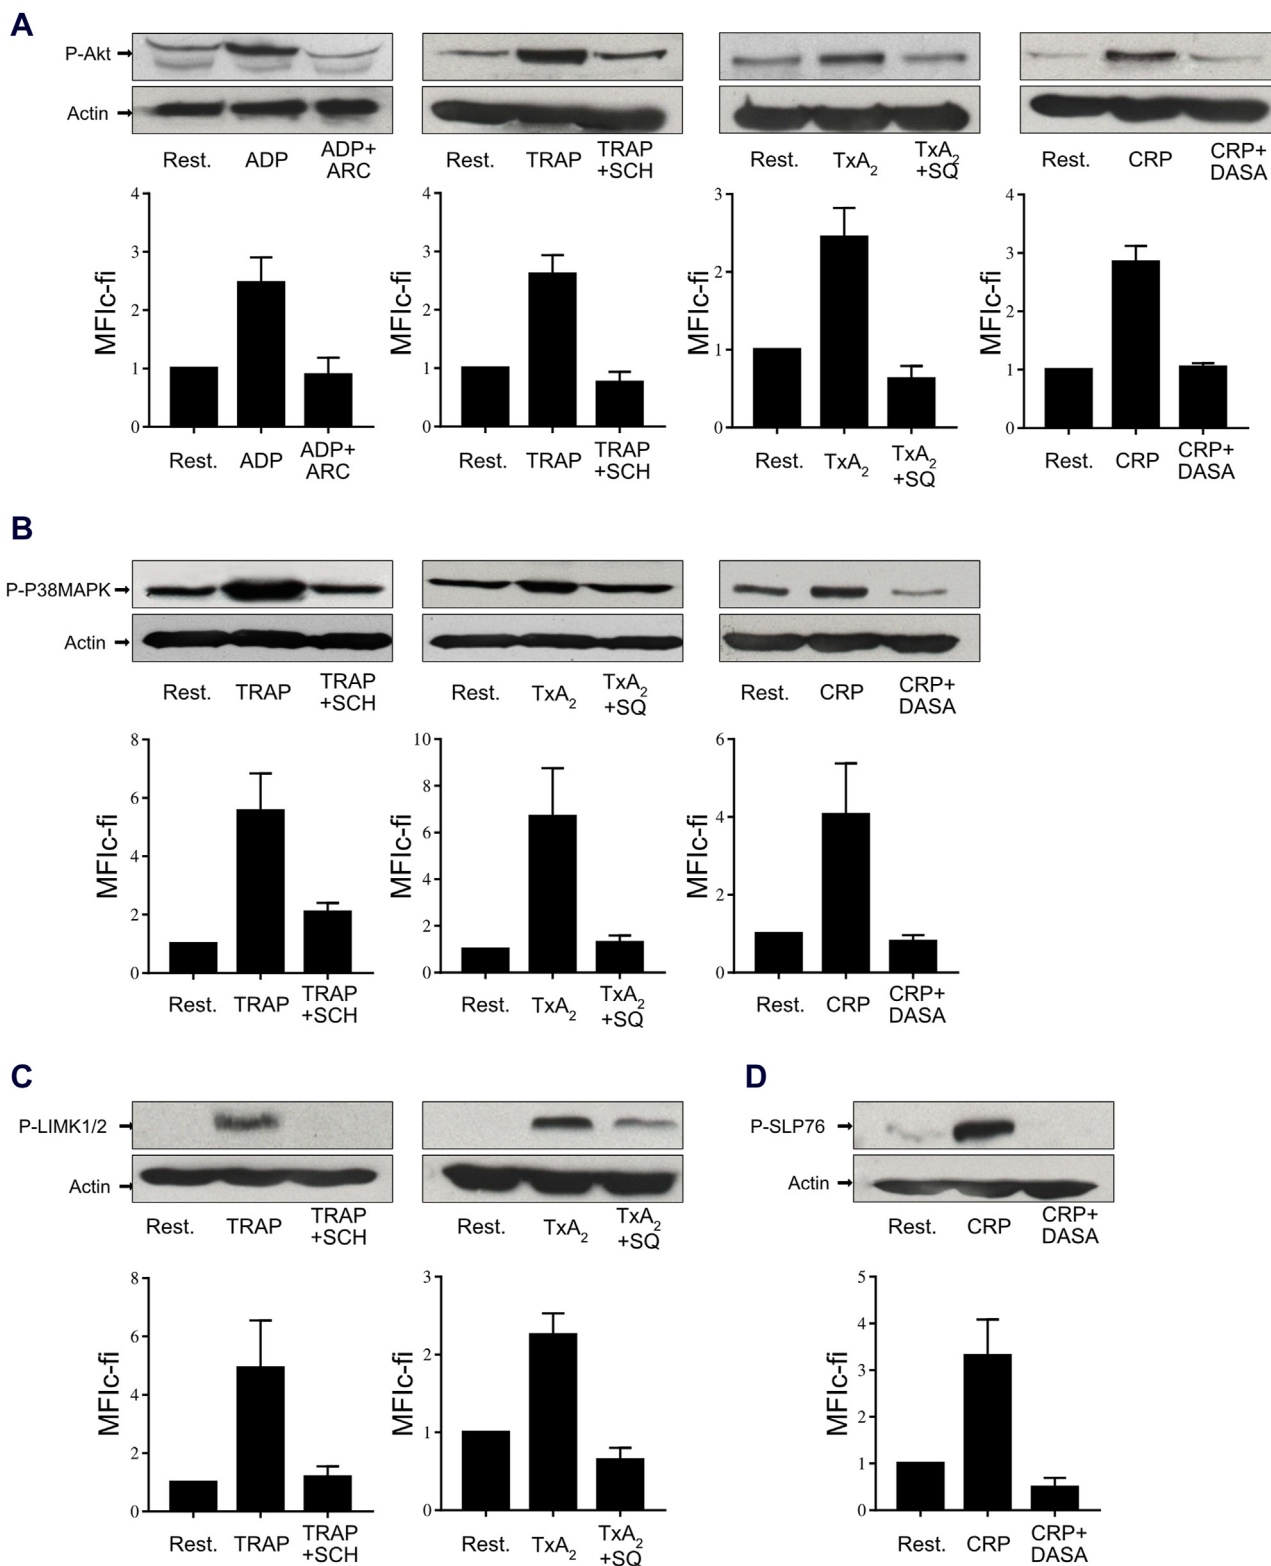 A
P-Akt
Actin
Rest. ADP ADP+ ARC
Rest. TRAP TRAP +SCH
Rest. TxA2 TxA2 +SQ
Rest. CRP CRP+ DASA
4
3
2
1
0
MFIc-fi
Rest. ADP ADP+ ARC
4
3
2
1
0
MFIc-fi
Rest. TRAP TRAP +SCH
3
2
1
0
MFIc-fi
Rest. TxA2 TxA2 +SQ
4
3
2
1
0
MFIc-fi
Rest. CRP CRP+ DASA
B
P-P38MAPK
Actin
Rest. TRAP TRAP +SCH
Rest. TxA2 TxA2 +SQ
Rest. CRP CRP+ DASA
8
6
4
2
0
MFIc-fi
Rest. TRAP TRAP +SCH
10
8
6
4
2
0
MFIc-fi
Rest. TxA2 TxA2 +SQ
6
4
2
0
MFIc-fi
Rest. CRP CRP+ DASA
C
P-LIMK1/2
Actin
Rest. TRAP TRAP +SCH
Rest. TxA2 TxA2 +SQ
8
6
4
2
0
MFIc-fi
Rest. TRAP TRAP +SCH
3
2
1
0
MFIc-fi
Rest. TxA2 TxA2 +SQ
D
P-SLP76
Actin
Rest. CRP CRP+ DASA
5
4
3
2
1
0
MFIc-fi
Rest. CRP CRP+ DASA